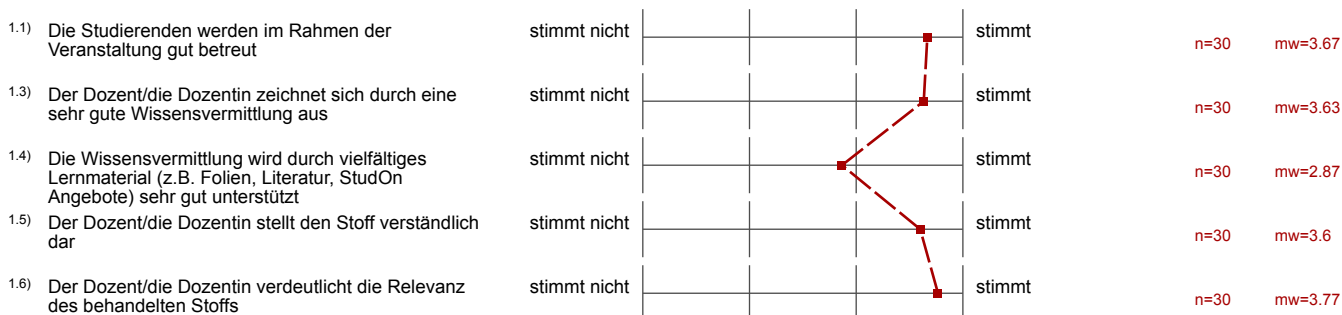 1.1) Die Studierenden werden im Rahmen der
Veranstaltung gut betreut
stimmt nicht
stimmt
n=30 mw=3.67
1.3) Der Dozent/die Dozentin zeichnet sich durch eine
sehr gute Wissensvermittlung aus
stimmt nicht
stimmt
n=30 mw=3.63
1.4) Die Wissensvermittlung wird durch vielfältiges
Lernmaterial (z.B. Folien, Literatur, StudOn
Angebote) sehr gut unterstützt
stimmt nicht
stimmt
n=30 mw=2.87
1.5) Der Dozent/die Dozentin stellt den Stoff verständlich
dar
stimmt nicht
stimmt
n=30 mw=3.6
1.6) Der Dozent/die Dozentin verdeutlicht die Relevanz
des behandelten Stoffs
stimmt nicht
stimmt
n=30 mw=3.77